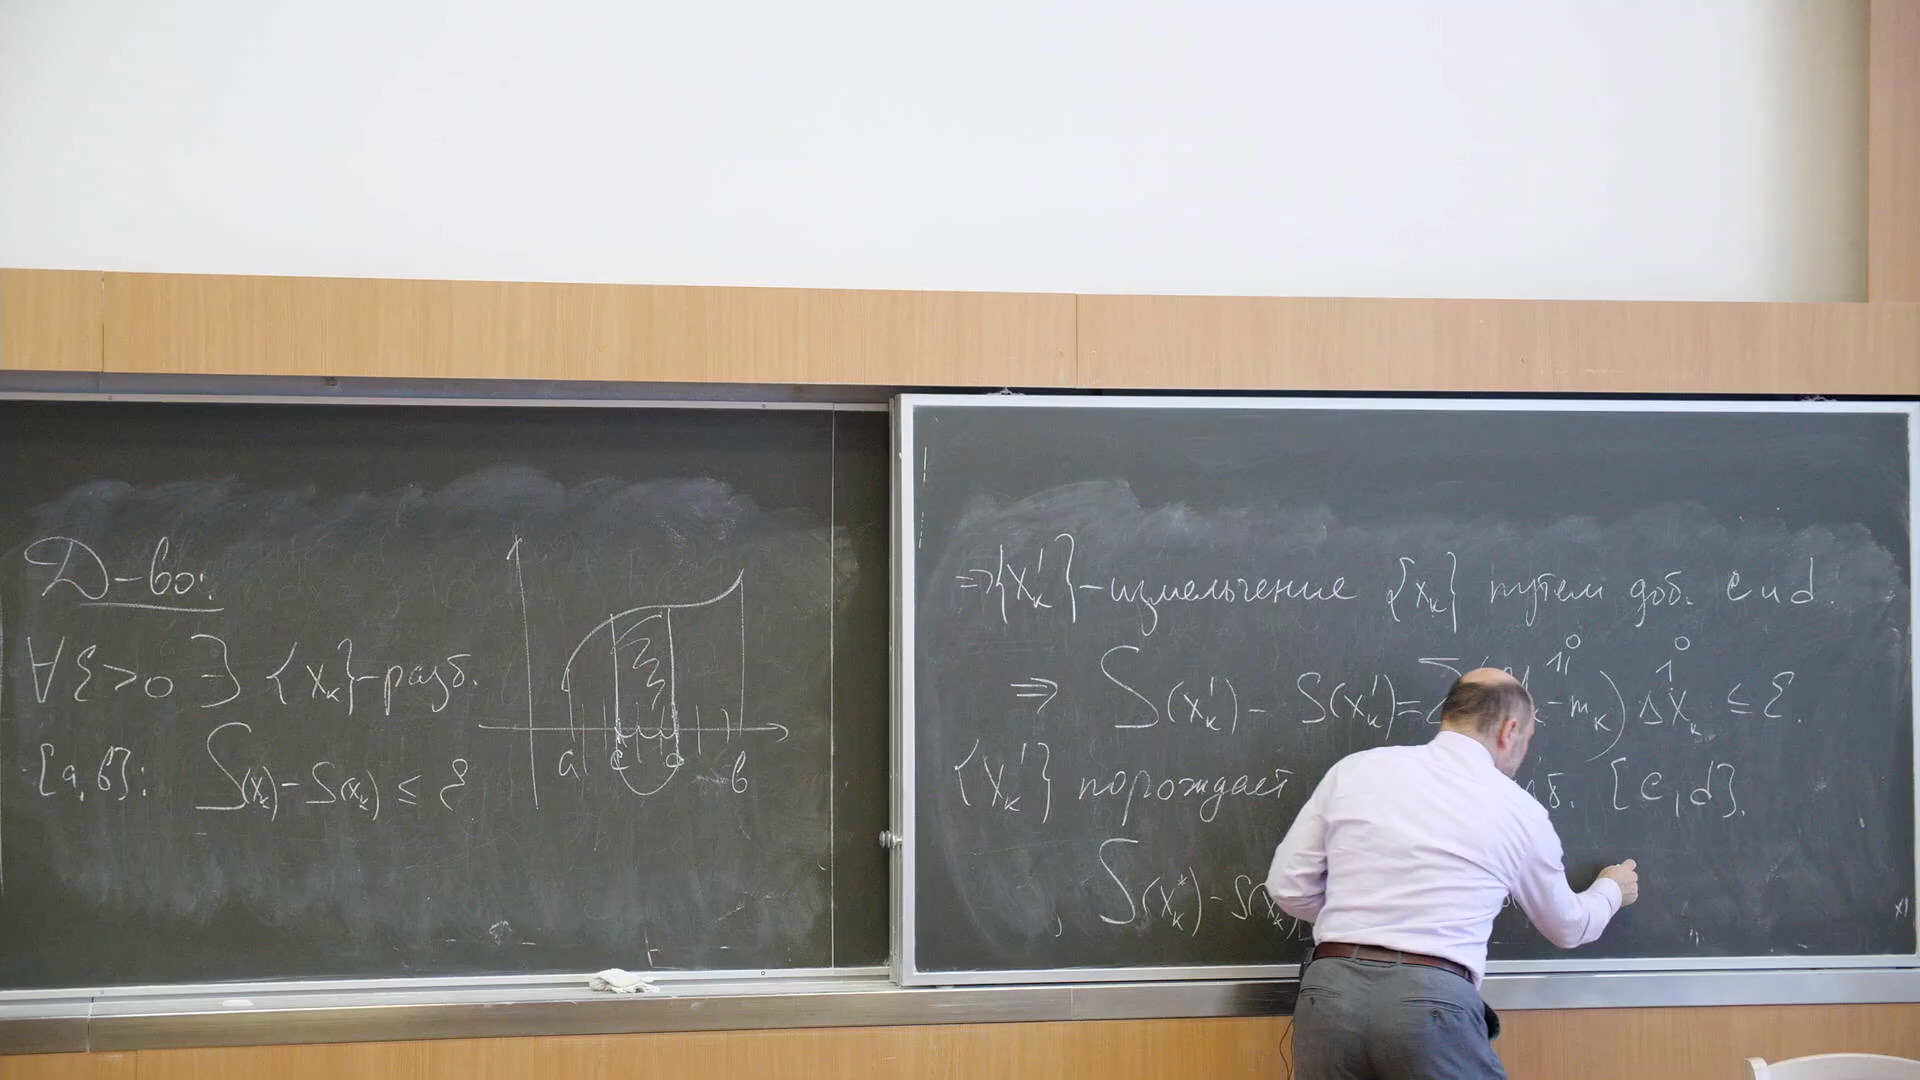 Д-во:
∀ε>0 ∃ {xₖ}-разб.
[a,b]: S(xₖ)-S(xₖ) ≤ ε
a c d b
⇒{xₖ'}-измельчение {xₖ} путем доб. c и d.
⇒ S(xₖ') - S(xₖ')=Σ( -mₖ)Δxₖ ≤ ε.
{xₖ'} порождает [c,d].
S(xₖ*)-S(xₖ